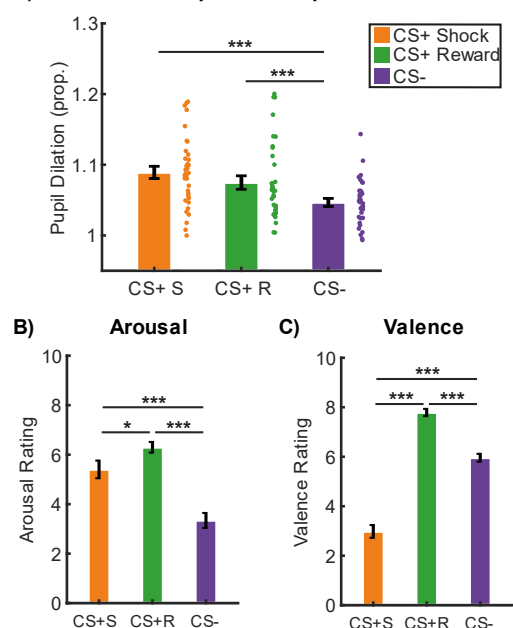 1.3
CS+ Shock
CS+ Reward
CS-
***
***
1.2
1.1
1
Pupil Dilation (prop.)
CS+ S
CS+ R
CS-
B)
Arousal
C)
Valence
10
8
6
4
2
0
Arousal Rating
***
*
***
CS+S
CS+R
CS-
10
8
6
4
2
0
Valence Rating
***
***
***
CS+S
CS+R
CS-